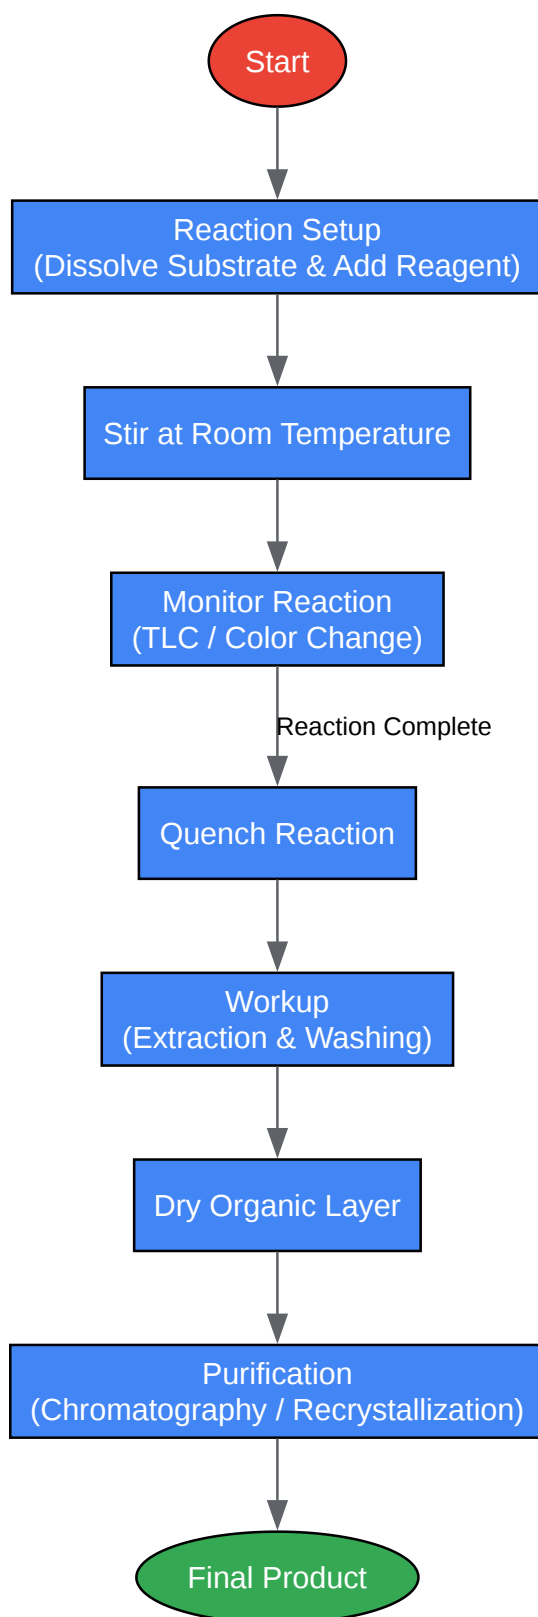 Start
Reaction Setup
(Dissolve Substrate & Add Reagent)
Stir at Room Temperature
Monitor Reaction
(TLC / Color Change)
Reaction Complete
Quench Reaction
Workup
(Extraction & Washing)
Dry Organic Layer
Purification
(Chromatography / Recrystallization)
Final Product